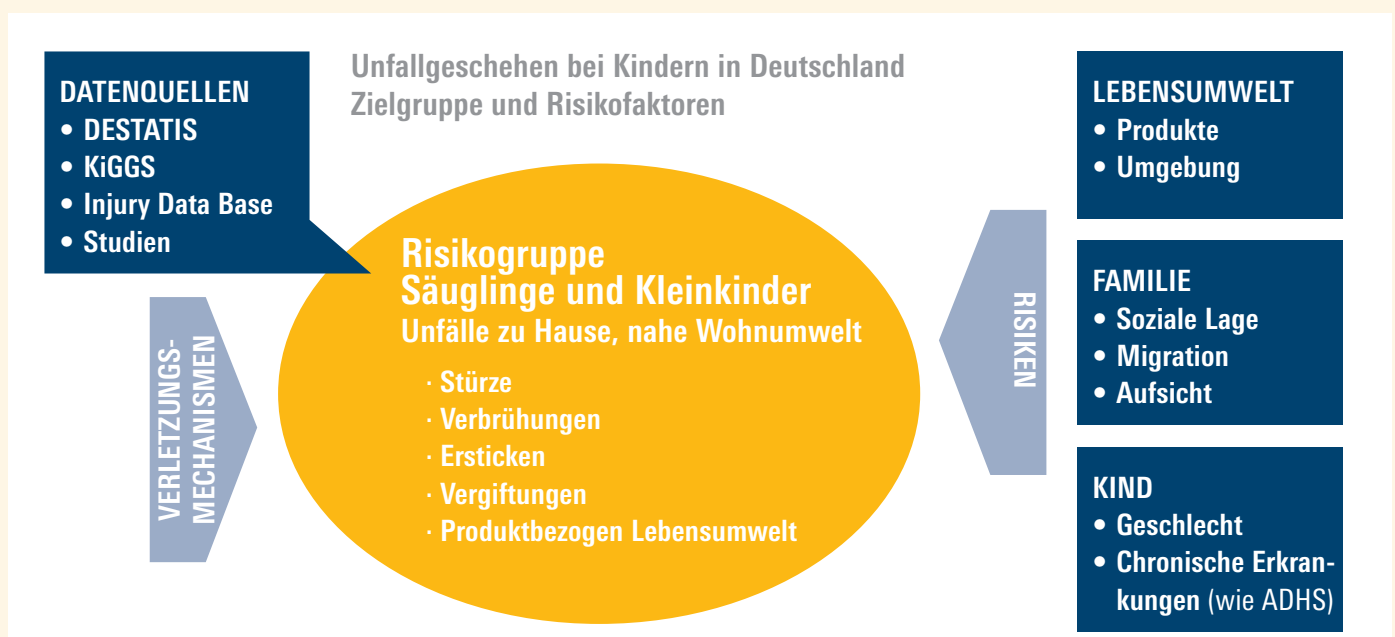 Unfallgeschehen bei Kindern in Deutschland
Zielgruppe und Risikofaktoren
DATENQUELLEN
• DESTATIS
• KiGGS
• Injury Data Base
• Studien
VERLETZUNGS-
MECHANISMEN
Risikogruppe
Säuglinge und Kleinkinder
Unfälle zu Hause, nahe Wohnumwelt
· Stürze
· Verbrühungen
· Ersticken
· Vergiftungen
· Produktbezogen Lebensumwelt
RISIKEN
LEBENSUMWELT
• Produkte
• Umgebung
FAMILIE
• Soziale Lage
• Migration
• Aufsicht
KIND
• Geschlecht
• Chronische Erkran-
kungen (wie ADHS)